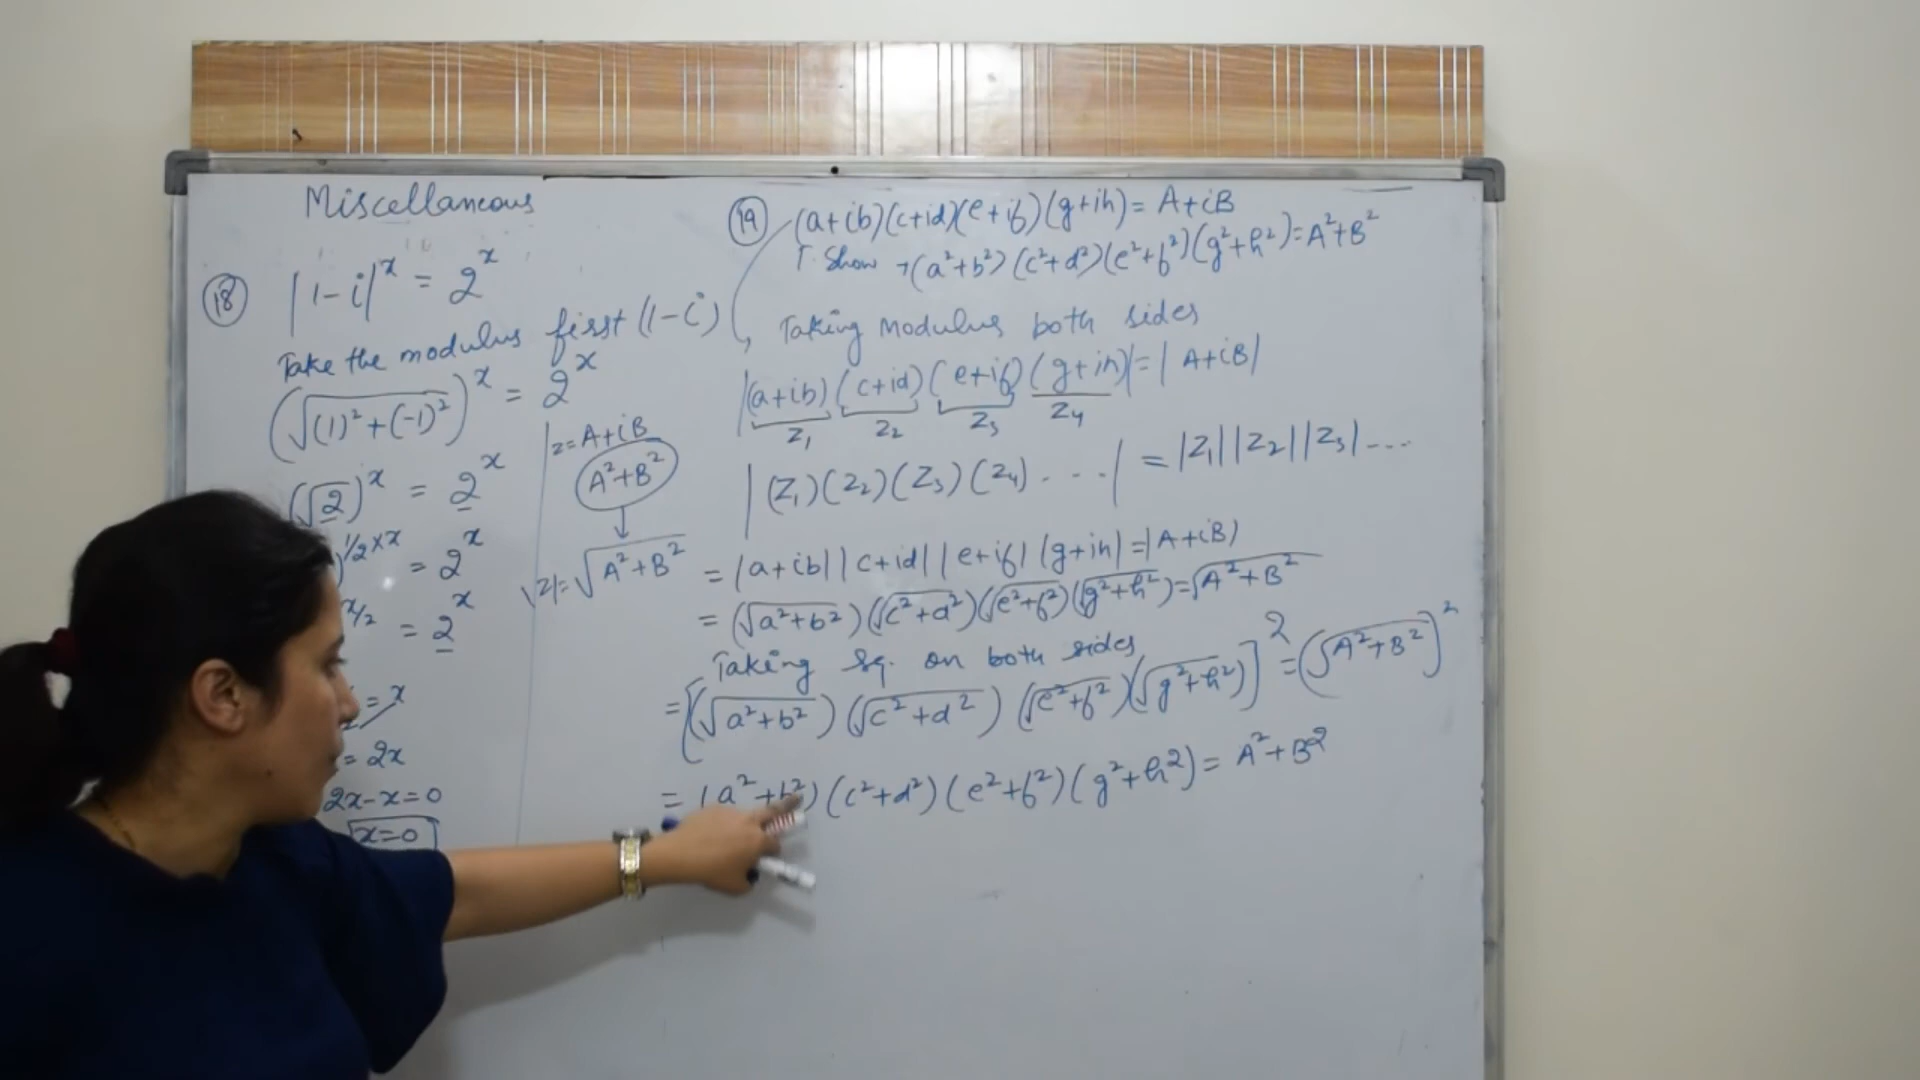 Miscellaneous
(18) |1-i|^x = 2^x
Take the modulus first (1-i)
(√(1)²+(-1)²)^x = 2^x
(√2)^x = 2^x
1/2×x = 2^x
x/2 = 2^x
= x
= 2x
2x-x=0
x=0
z=A+iB
A²+B²
↓
|z|=√A²+B²
(19) (a+ib)(c+id)(e+if)(g+ih)= A+iB
T. Show → (a²+b²)(c²+d²)(e²+f²)(g²+h²)=A²+B²
Taking modulus both sides
|(a+ib)(c+id)(e+if)(g+ih)|=|A+iB|
z₁ z₂ z₃ z₄
|(z₁)(z₂)(z₃)(z₄)....| = |z₁||z₂||z₃|....
= |a+ib||c+id||e+if||g+ih|=|A+iB|
= (√a²+b²)(√c²+d²)(√e²+f²)(√g²+h²)=√A²+B²
Taking Sq. on both sides
=[(√a²+b²)(√c²+d²)(√e²+f²)(√g²+h²)]²=(√A²+B²)²
= (a²+b²)(c²+d²)(e²+f²)(g²+h²)= A²+B²